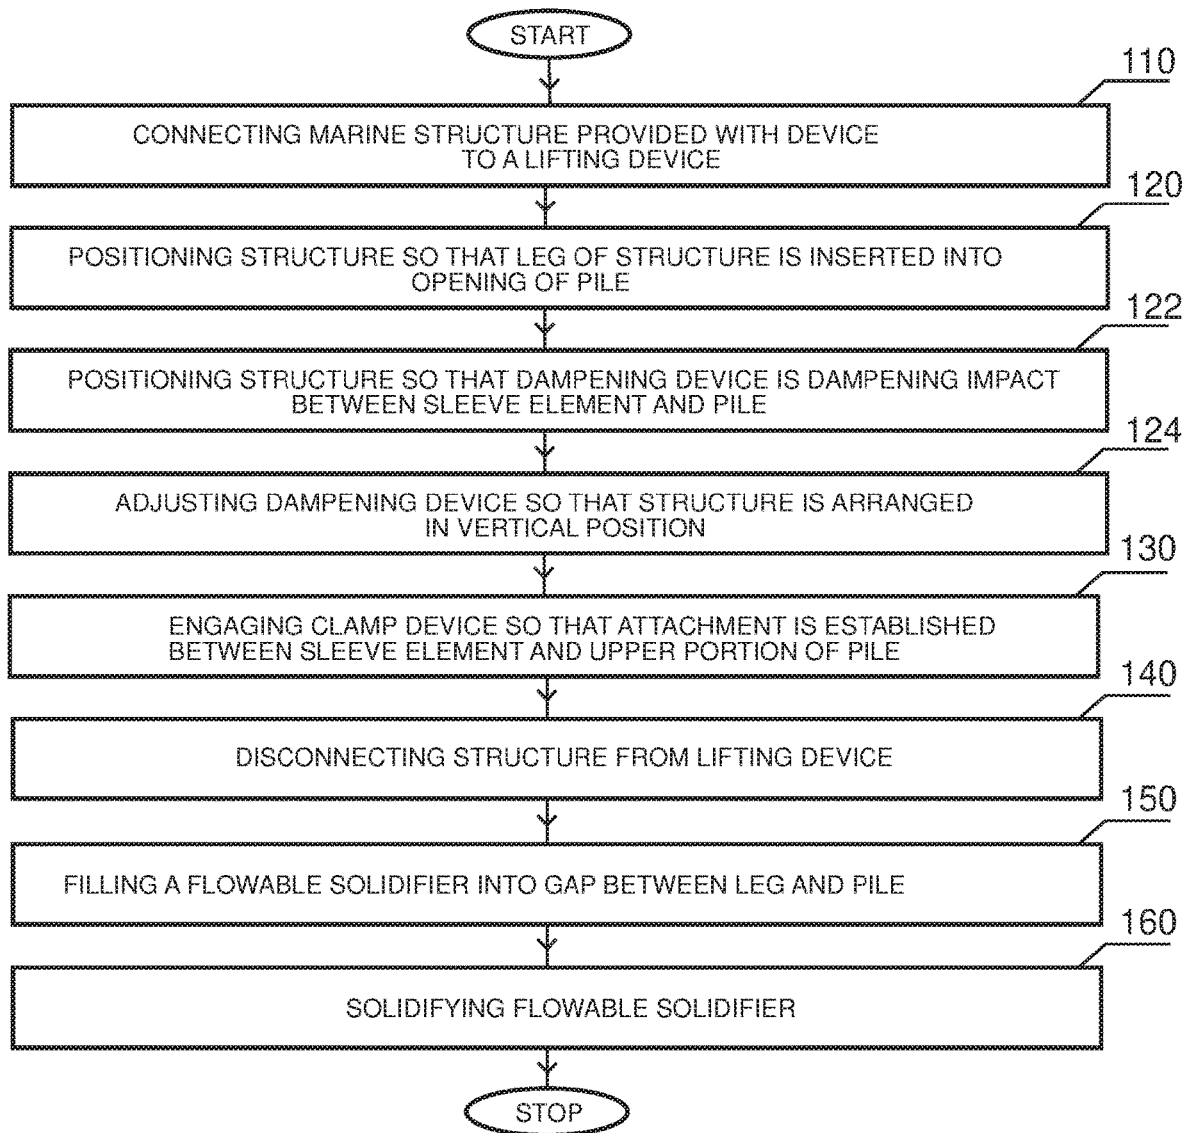 START
110
CONNECTING MARINE STRUCTURE PROVIDED WITH DEVICE
TO A LIFTING DEVICE
120
POSITIONING STRUCTURE SO THAT LEG OF STRUCTURE IS INSERTED INTO
OPENING OF PILE
122
POSITIONING STRUCTURE SO THAT DAMPENING DEVICE IS DAMPENING IMPACT
BETWEEN SLEEVE ELEMENT AND PILE
124
ADJUSTING DAMPENING DEVICE SO THAT STRUCTURE IS ARRANGED
IN VERTICAL POSITION
130
ENGAGING CLAMP DEVICE SO THAT ATTACHMENT IS ESTABLISHED
BETWEEN SLEEVE ELEMENT AND UPPER PORTION OF PILE
140
DISCONNECTING STRUCTURE FROM LIFTING DEVICE
150
FILLING A FLOWABLE SOLIDIFIER INTO GAP BETWEEN LEG AND PILE
160
SOLIDIFYING FLOWABLE SOLIDIFIER
STOP